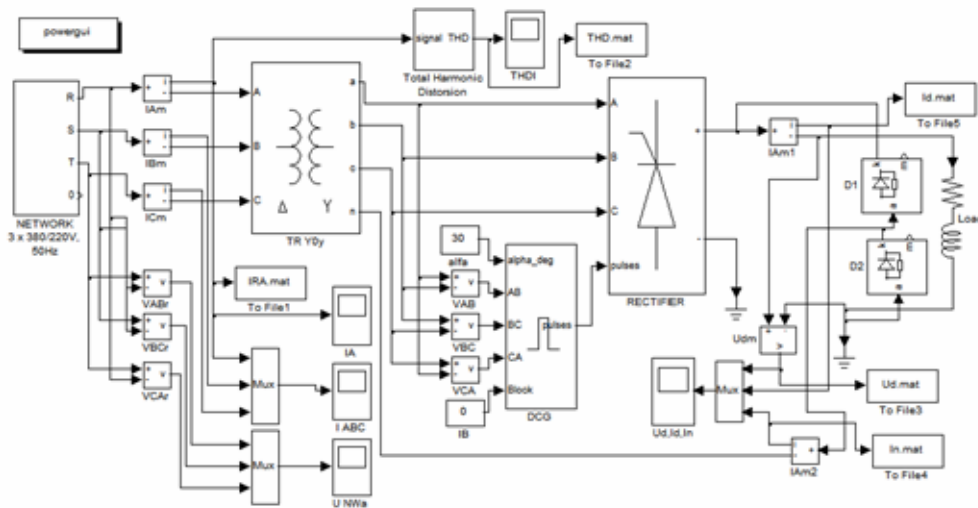 powergui
R
S
T
0
NETWORK
3 x 380/220V,
50Hz
+
-
i
IAm
+
-
i
IBm
+
-
i
ICm
A
B
C
a
b
c
n
Δ Y
TR Y0y
signal THD
Total Harmonic
Distorsion
THDI
THD.mat
To File2
A
B
C
pulses
+
-
RECTIFIER
+
-
i
IAm1
Id.mat
To File5
D1
m
k
a
D2
m
k
a
Load
+
-
v
VABr
+
-
v
VBCr
+
-
v
VCAr
IRA.mat
To File1
IA
Mux
I ABC
Mux
U NWa
30
alfa
+
-
v
VAB
+
-
v
VBC
+
-
v
VCA
0
IB
alpha_deg
AB
BC
CA
Block
pulses
DCG
Udm
+
-
v
Ud,Id,In
Mux
Ud.mat
To File3
In.mat
To File4
i
-
+
IAm2